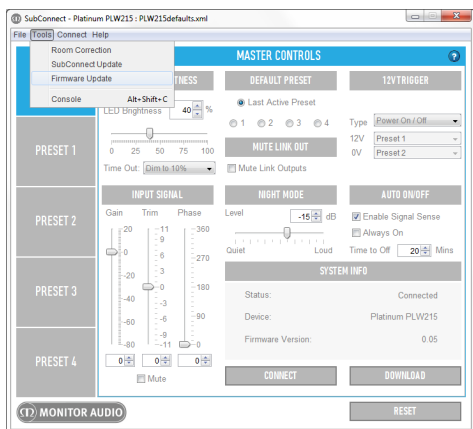 SubConnect - Platinum PLW215 : PLW215defaults.xml
File Tools Connect Help
Room Correction
SubConnect Update
Firmware Update
Console Alt+Shift+C
MASTER CONTROLS
?
TNESS
LED Brightness 40 %
0 25 50 75 100
Time Out: Dim to 10%
DEFAULT PRESET
Last Active Preset
1 2 3 4
MUTE LINK OUT
Mute Link Outputs
12V TRIGGER
Type Power On / Off
12V Preset 1
0V Preset 2
PRESET 1
PRESET 2
PRESET 3
PRESET 4
INPUT SIGNAL
Gain Trim Phase
20 11 360
9
0 6 270
3
-20 0 180
-40 -3
-6 90
-60 -9
-80 -11 0
0 0 0
Mute
NIGHT MODE
Level -15 dB
Quiet Loud
AUTO ON/OFF
Enable Signal Sense
Always On
Time to Off 20 Mins
SYSTEM INFO
Status: Connected
Device: Platinum PLW215
Firmware Version: 0.05
CONNECT
DOWNLOAD
MONITOR AUDIO
RESET